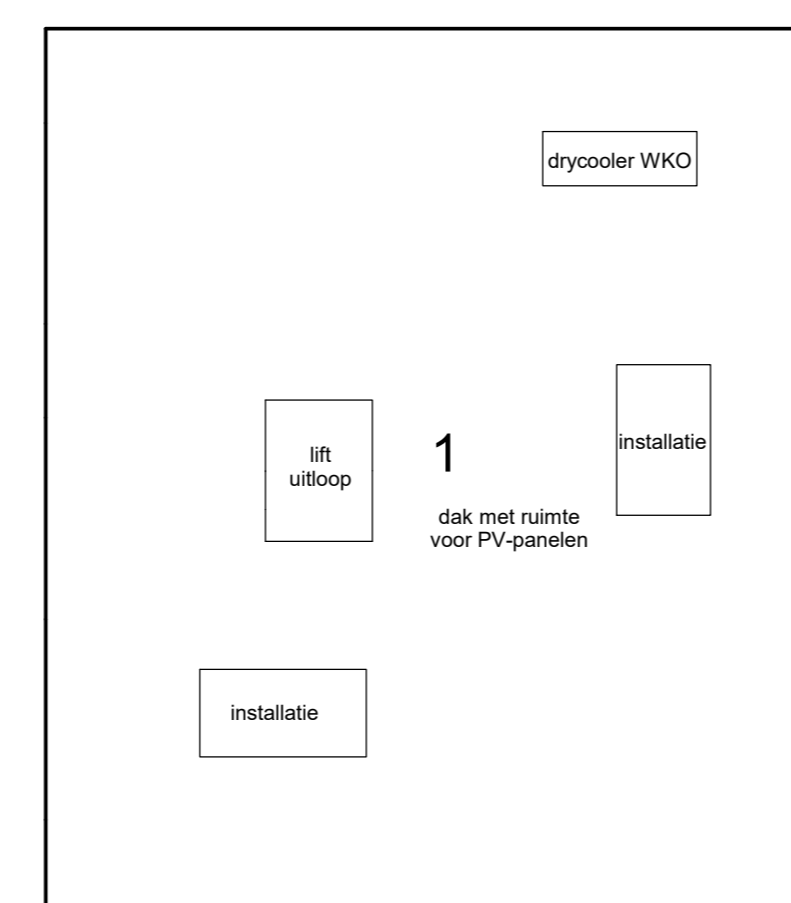 drycooler WKO
lift
uitloop
1
installatie
dak met ruimte
voor PV-panelen
installatie